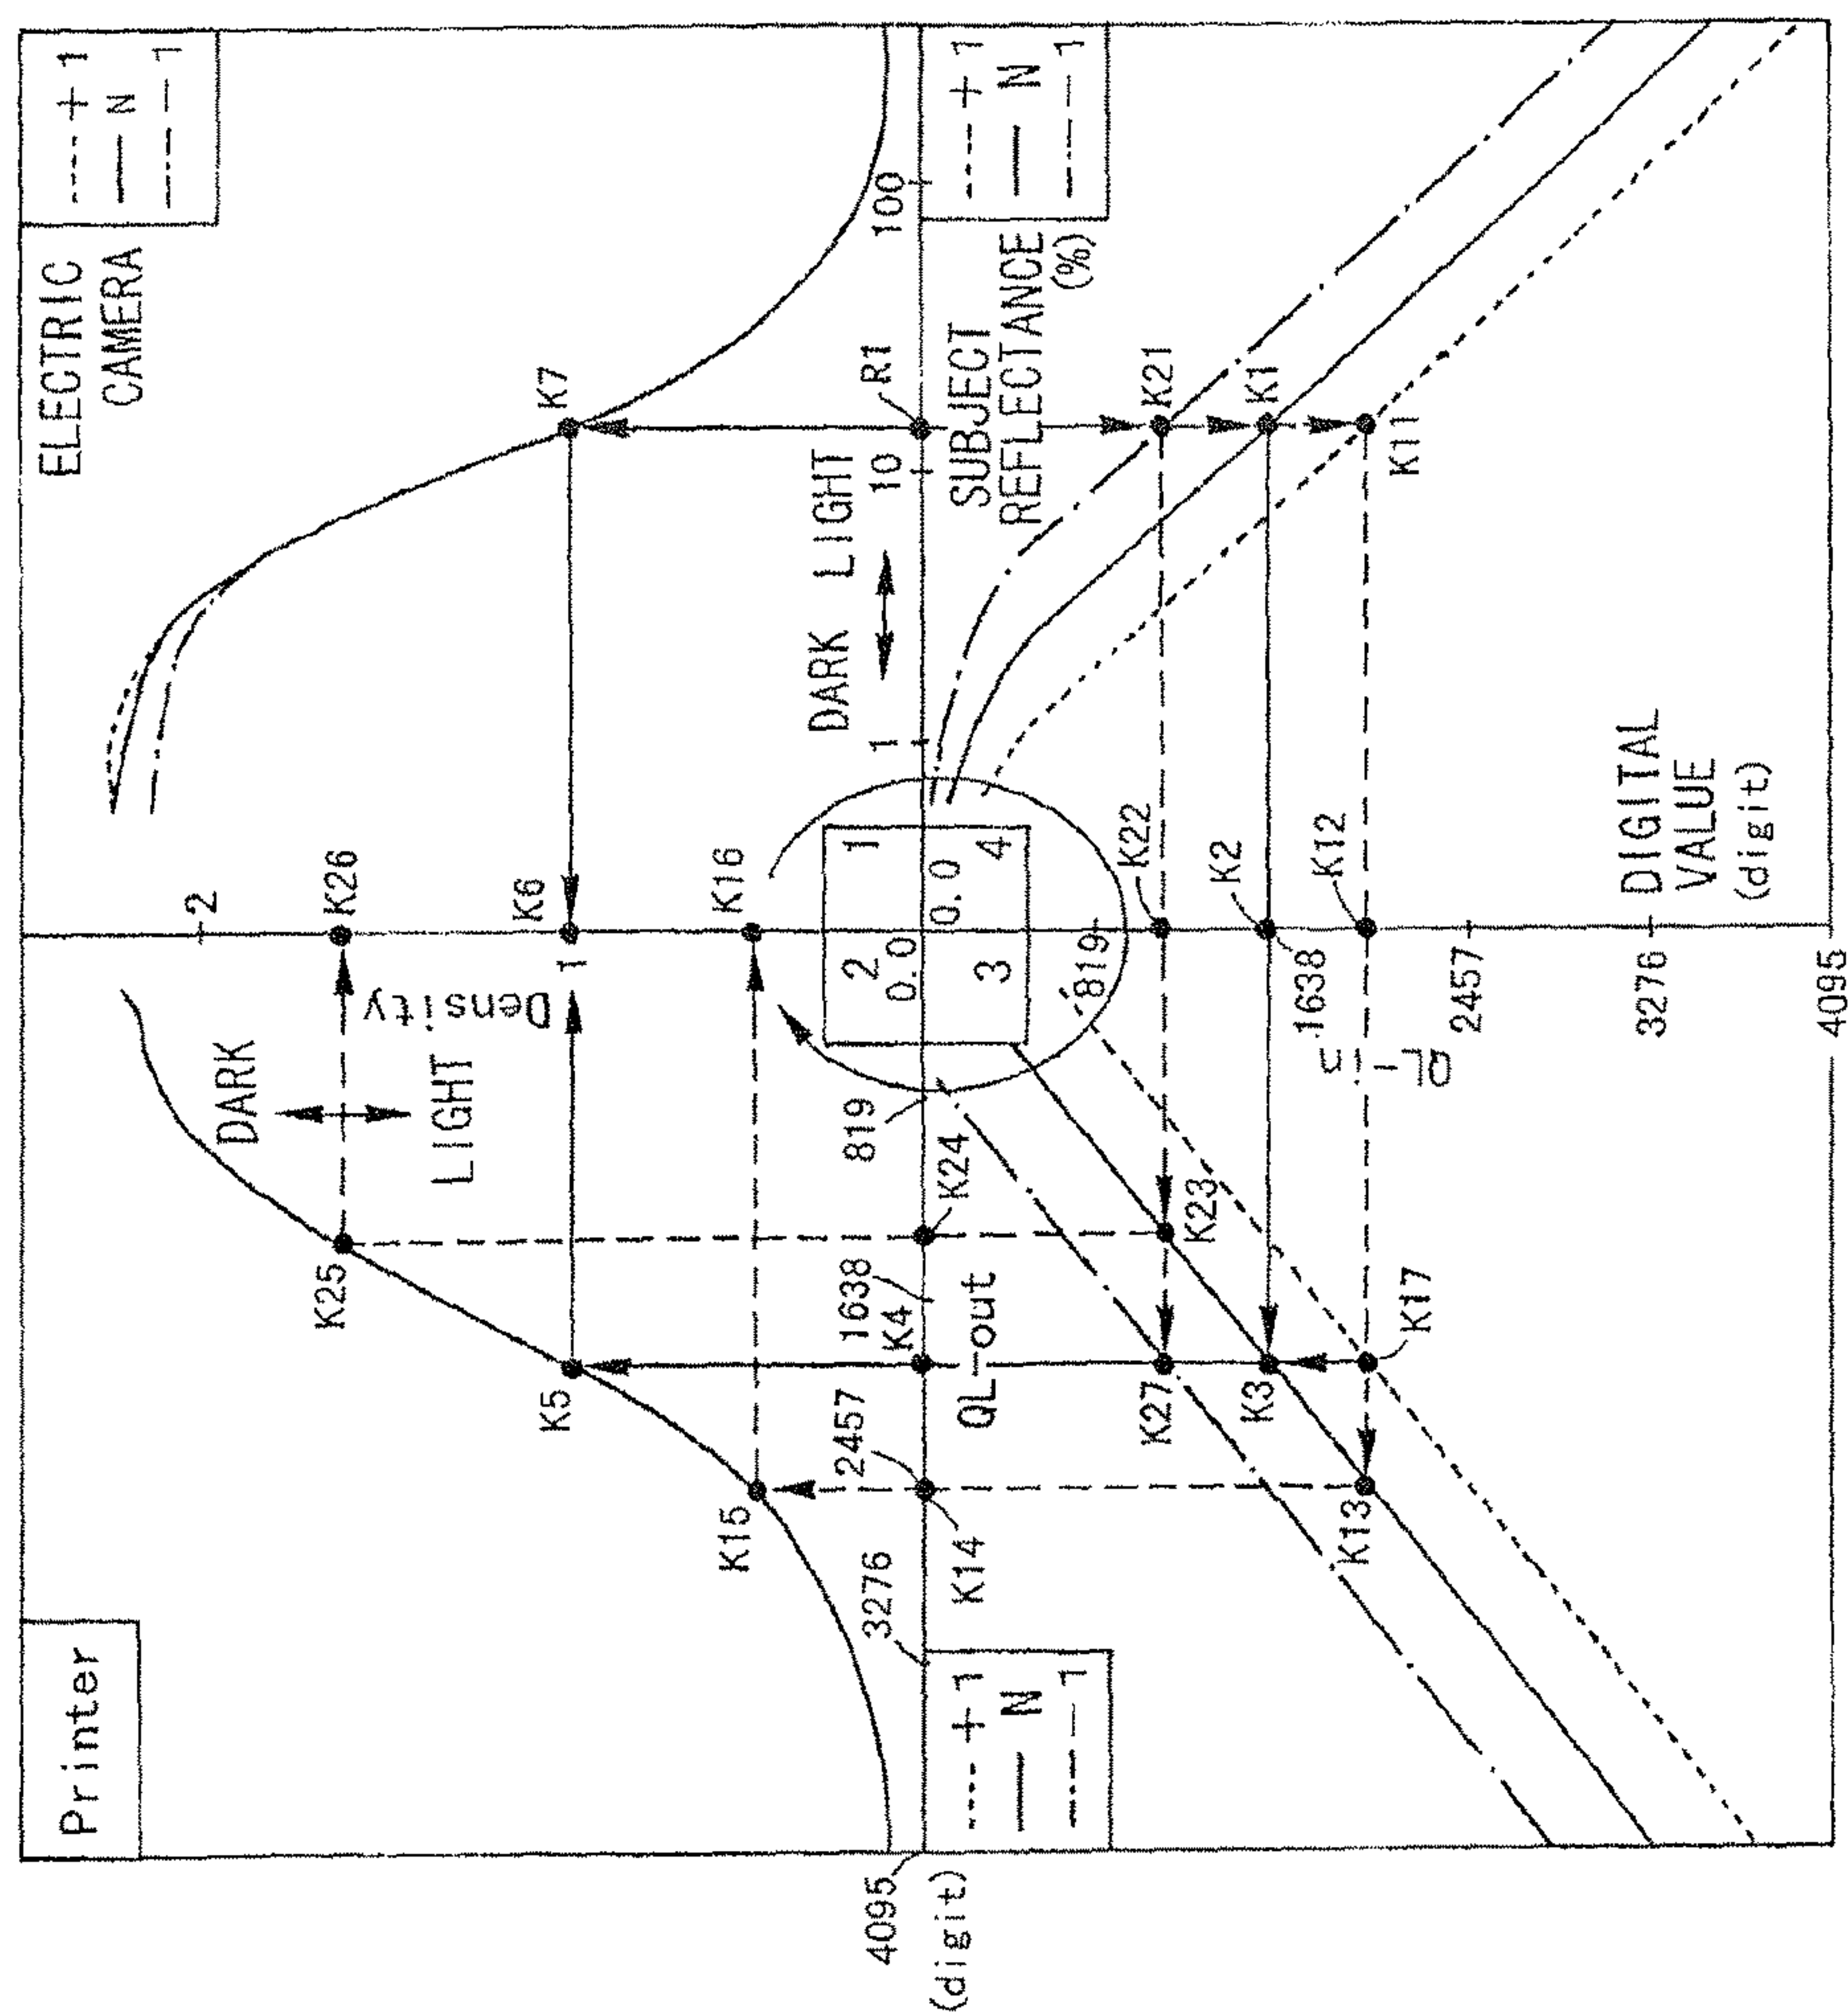 Printer
ELECTRIC
CAMERA
+1
N
−1
DARK
LIGHT
Density
2
1
K26
K6
K16
K7
K25
K5
K15
2
1
0.0
0.0
3
4
DARK LIGHT
1
10
100
R1
SUBJECT
REFLECTANCE
(%)
+1
N
−1
4095
(digit)
3276
2457
1638
819
K14
K4
K24
QL-out
+1
N
−1
K27
K23
K3
K17
K13
K22
K2
K12
K21
K1
K11
819
1638
2457
3276
4095
QL-in
DIGITAL
VALUE
(digit)